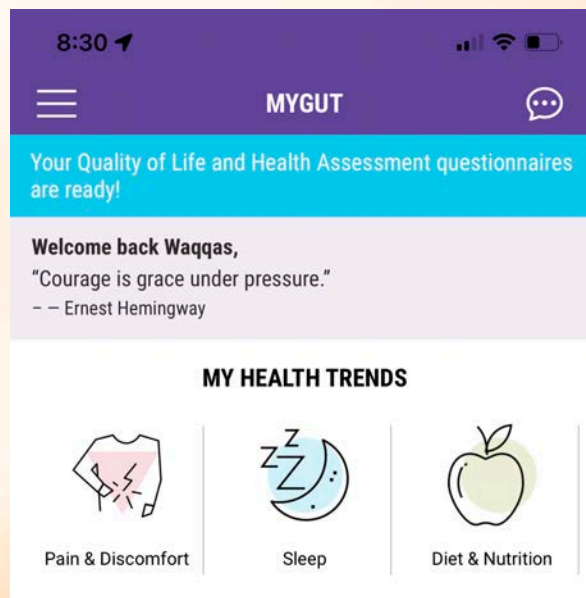 8:30
MYGUT
Your Quality of Life and Health Assessment questionnaires
are ready!
Welcome back Waqqas,
“Courage is grace under pressure.”
– — Ernest Hemingway
MY HEALTH TRENDS
Z
Z
Z
Pain & Discomfort
Sleep
Diet & Nutrition